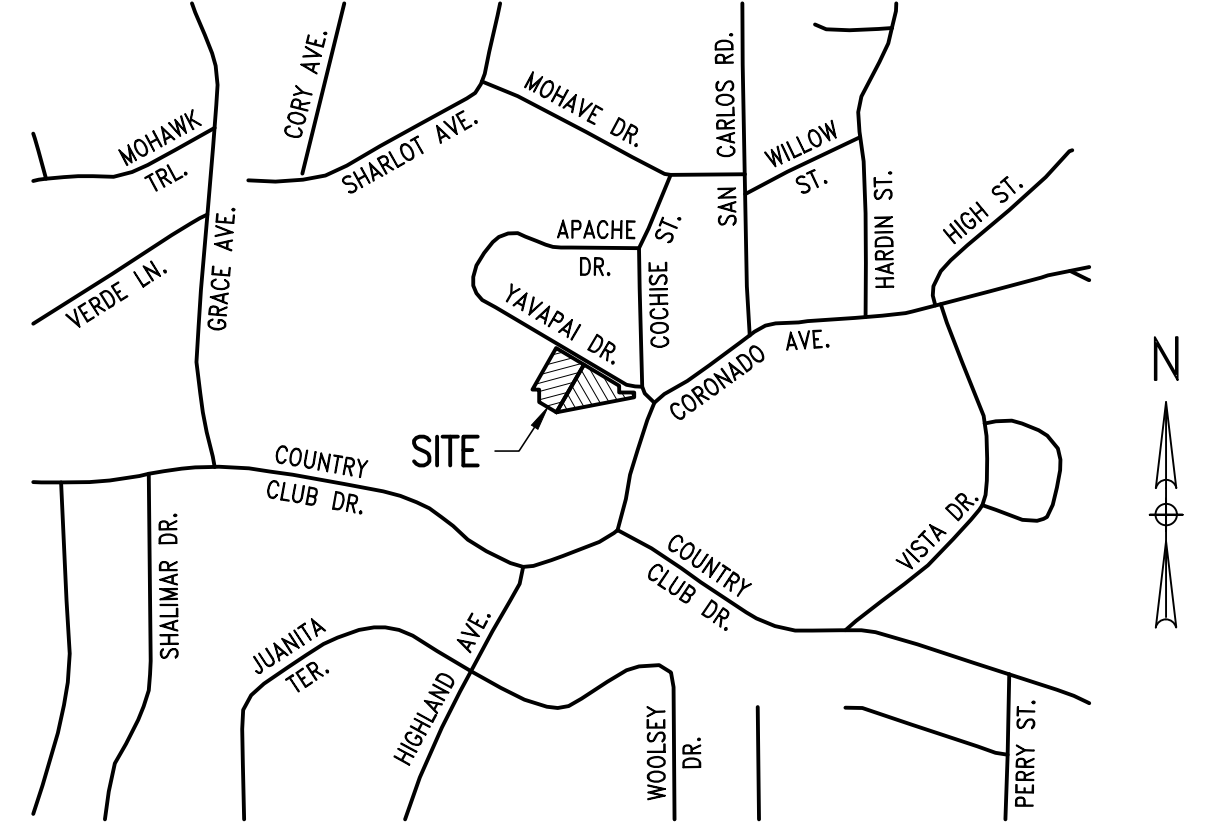 CORY AVE.
MOHAVE DR.
SAN CARLOS RD.
MOHAWK
TRL.
SHARLOT AVE.
WILLOW
ST.
HARDIN ST.
HIGH ST.
GRACE AVE.
VERDE LN.
APACHE
DR.
COCHISE ST.
YAVAPAI DR.
CORONADO AVE.
N
SITE
COUNTRY
CLUB DR.
SHALIMAR DR.
COUNTRY
CLUB DR.
VISTA DR.
JUANITA
TER.
HIGHLAND AVE.
WOOLSEY
DR.
PERRY ST.